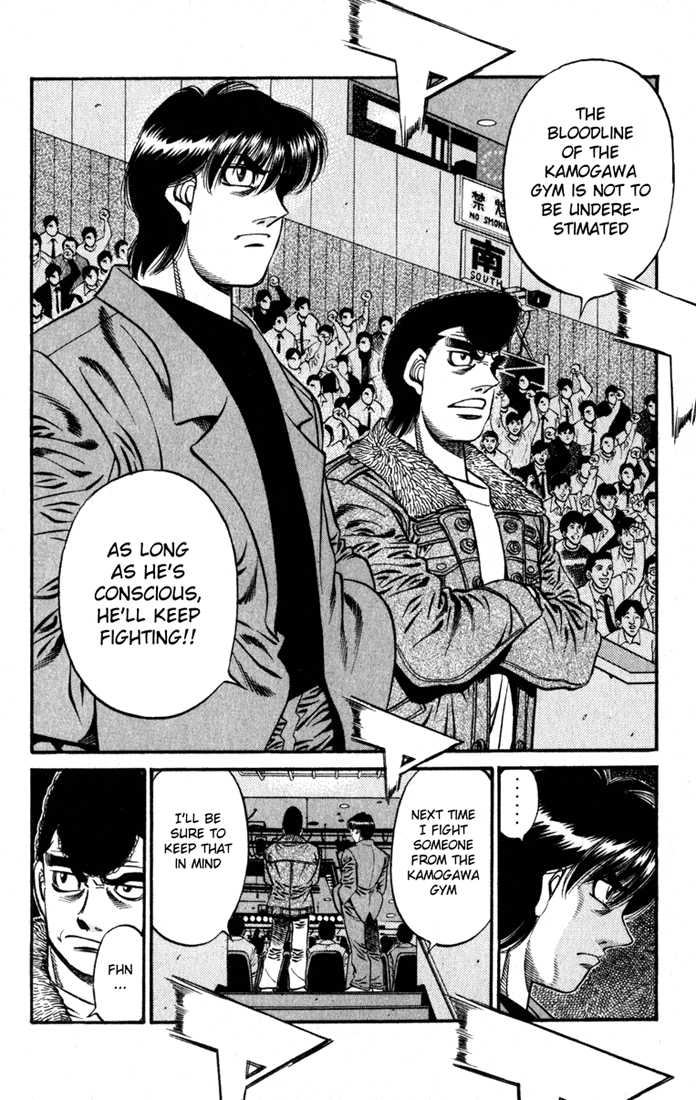 THE
BLOODLINE
OF THE
KAMOGAWA
GYM IS NOT TO
BE UNDERE-
STIMATED
禁煙
NO SMOKING
南
SOUTH
AS LONG
AS HE'S
CONSCIOUS,
HE'LL KEEP
FIGHTING!!
......
NEXT TIME
I FIGHT
SOMEONE
FROM THE
KAMOGAWA
GYM
I'LL BE
SURE TO
KEEP THAT
IN MIND
FHN
...